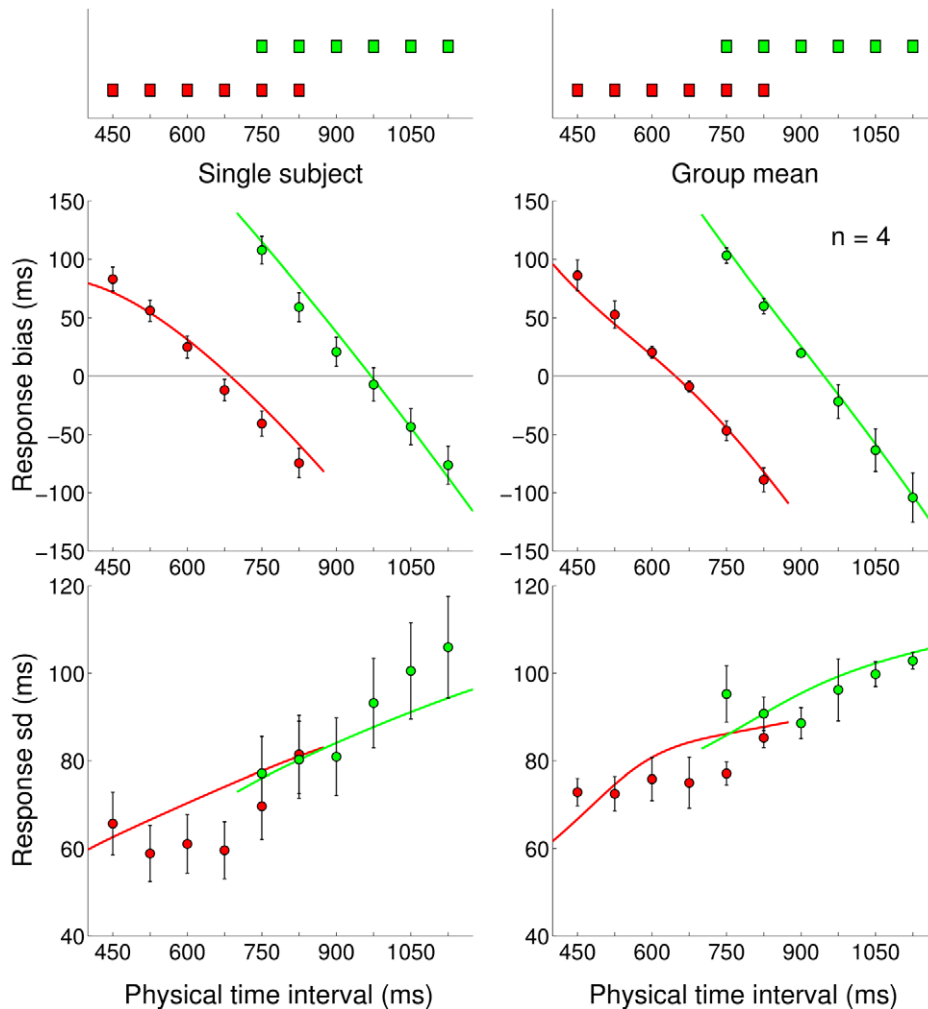 450 600 750 900 1050
450 600 750 900 1050
Single subject
Group mean
Response bias (ms)
150
100
50
0
−50
−100
−150
450 600 750 900 1050
150
100
50
0
−50
−100
−150
n = 4
450 600 750 900 1050
Response sd (ms)
120
100
80
60
40
450 600 750 900 1050
Physical time interval (ms)
120
100
80
60
40
450 600 750 900 1050
Physical time interval (ms)